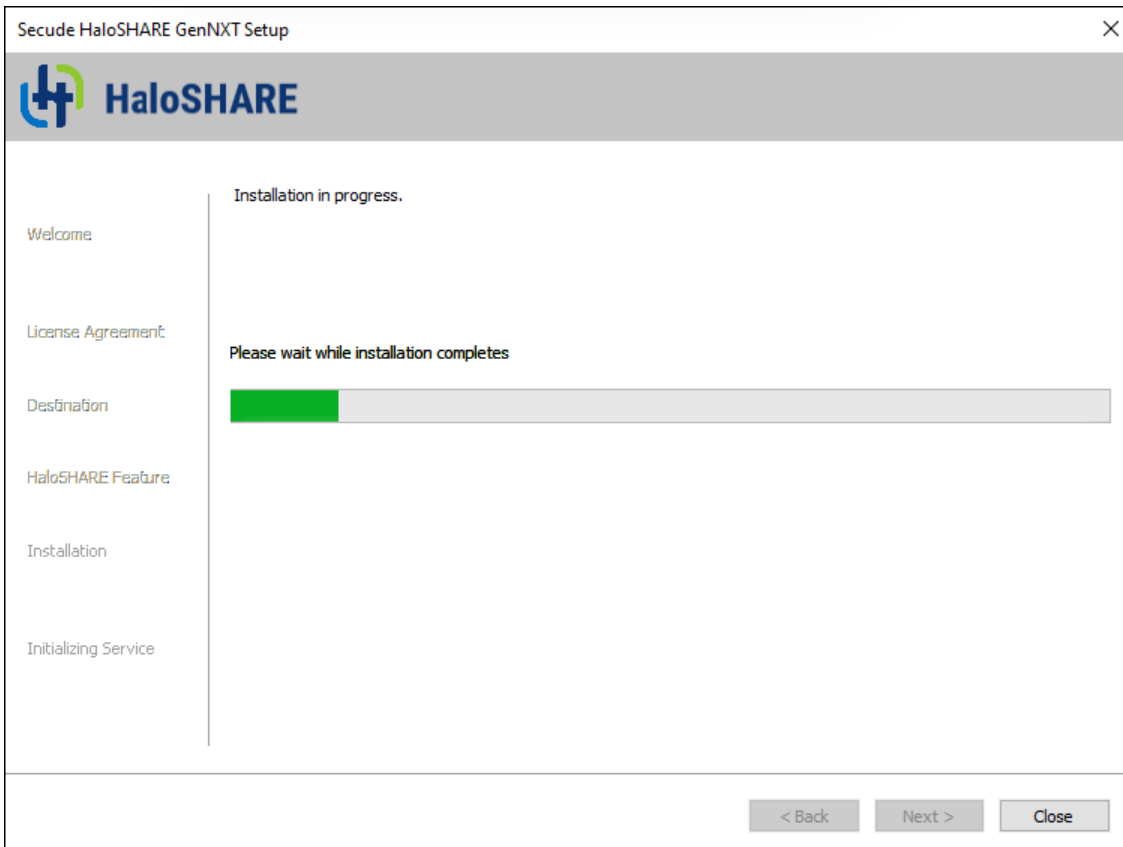 Secude HaloSHARE GenNXT Setup
HaloSHARE
Installation in progress.
Welcome
License Agreement
Please wait while installation completes
Destination
HaloSHARE Feature
Installation
Initializing Service
< Back
Next >
Close